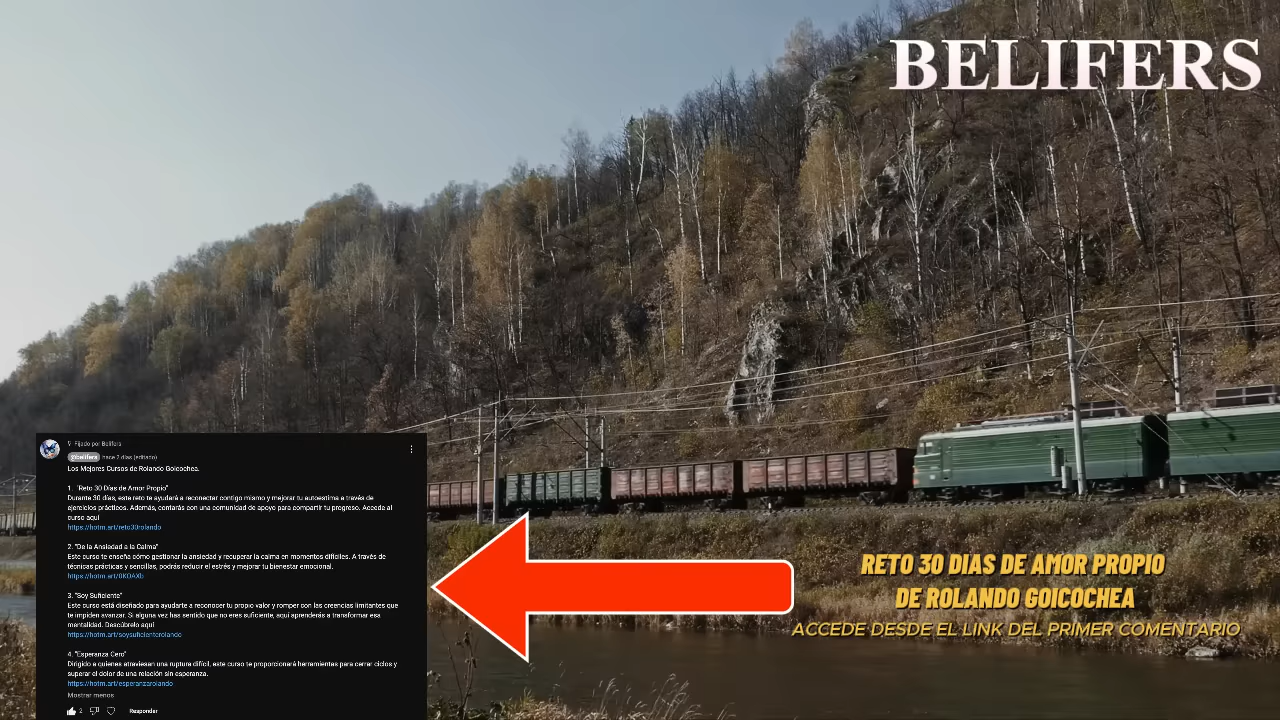 BELIFERS
Fijado por Belifers
@belifers hace 2 días (editado)
Los Mejores Cursos de Rolando Goicochea.
1. "Reto 30 Días de Amor Propio"
Durante 30 días, este reto te ayudará a reconectar contigo mismo y mejorar tu autoestima a través de
ejercicios prácticos. Además, contarás con una comunidad de apoyo para compartir tu progreso. Accede al
curso aquí
https://hotm.art/reto30rolando
2. "De la Ansiedad a la Calma"
Este curso te enseña cómo gestionar la ansiedad y recuperar la calma en momentos difíciles. A través de
técnicas prácticas y sencillas, podrás reducir el estrés y mejorar tu bienestar emocional.
https://hotm.art/0KOAXb
3. "Soy Suficiente"
Este curso está diseñado para ayudarte a reconocer tu propio valor y romper con las creencias limitantes que
te impiden avanzar. Si alguna vez has sentido que no eres suficiente, aquí aprenderás a transformar esa
mentalidad. Descúbrelo aquí
https://hotm.art/soysuficienterolando
4. "Esperanza Cero"
Dirigido a quienes atraviesan una ruptura difícil, este curso te proporcionará herramientas para cerrar ciclos y
superar el dolor de una relación sin esperanza.
https://hotm.art/esperanzarolando
Mostrar menos
2 Responder
RETO 30 DIAS DE AMOR PROPIO
DE ROLANDO GOICOCHEA
ACCEDE DESDE EL LINK DEL PRIMER COMENTARIO